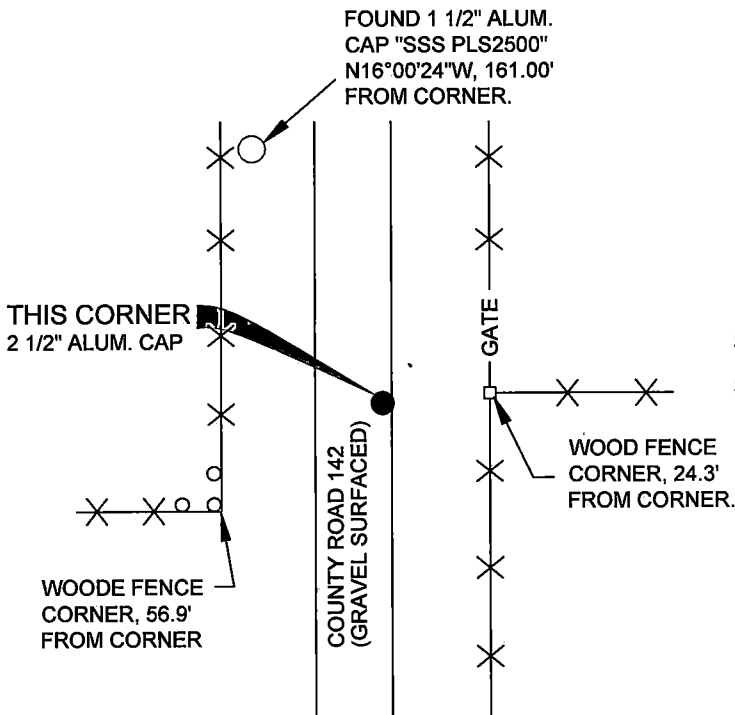 FOUND 1 1/2" ALUM.
CAP "SSS PLS2500"
N16°00'24"W, 161.00'
FROM CORNER.
THIS CORNER
2 1/2" ALUM. CAP
GATE
COUNTY ROAD 142
(GRAVEL SURFACED)
WOOD FENCE
CORNER, 24.3'
FROM CORNER.
WOODE FENCE
CORNER, 56.9'
FROM CORNER